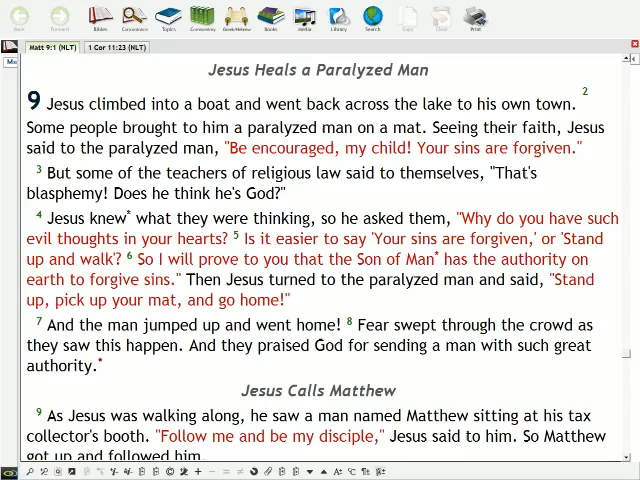 Back
Forward
Bibles
Concordance
Topics
Commentary
Greek/Hebrew
Books
Media
Library
Search
Copy
Clear
Print
Matt 9:1 (NLT)
1 Cor 11:23 (NLT)
Jesus Heals a Paralyzed Man
9 Jesus climbed into a boat and went back across the lake to his own town. 2
Some people brought to him a paralyzed man on a mat. Seeing their faith, Jesus
said to the paralyzed man, "Be encouraged, my child! Your sins are forgiven."
3 But some of the teachers of religious law said to themselves, "That's
blasphemy! Does he think he's God?"
4 Jesus knew* what they were thinking, so he asked them, "Why do you have such
evil thoughts in your hearts? 5 Is it easier to say 'Your sins are forgiven,' or 'Stand
up and walk'? 6 So I will prove to you that the Son of Man* has the authority on
earth to forgive sins." Then Jesus turned to the paralyzed man and said, "Stand
up, pick up your mat, and go home!"
7 And the man jumped up and went home! 8 Fear swept through the crowd as
they saw this happen. And they praised God for sending a man with such great
authority.*
Jesus Calls Matthew
9 As Jesus was walking along, he saw a man named Matthew sitting at his tax
collector's booth. "Follow me and be my disciple," Jesus said to him. So Matthew
got up and followed him.